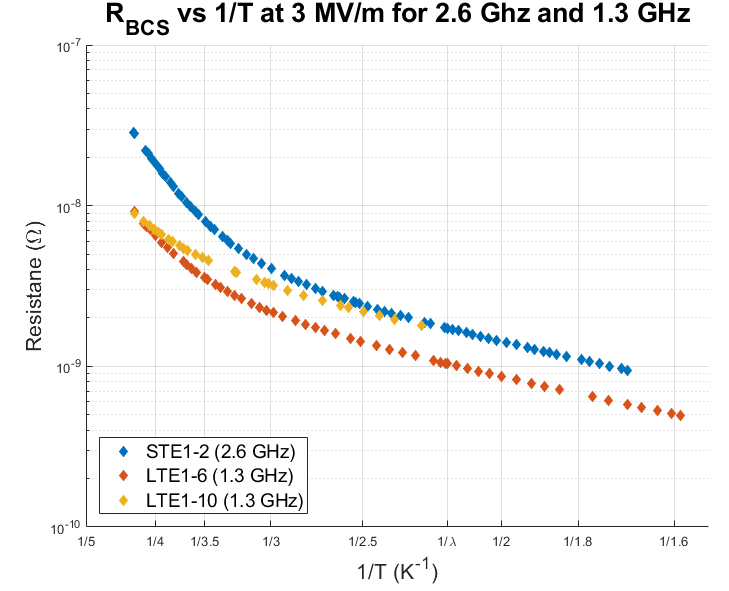 R_BCS vs 1/T at 3 MV/m for 2.6 Ghz and 1.3 GHz
10^-7
10^-8
10^-9
10^-10
Resistane (Ω)
STE1-2 (2.6 GHz)
LTE1-6 (1.3 GHz)
LTE1-10 (1.3 GHz)
1/5 1/4 1/3.5 1/3 1/2.5 1/λ 1/2 1/1.8 1/1.6
1/T (K^-1)